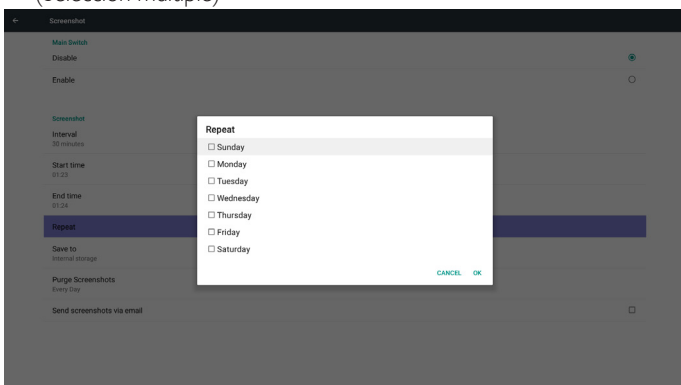 (Sélection multiple)
← Screenshot
Main Switch
Disable
Enable
Screenshot
Interval
30 minutes
Start time
01:23
End time
01:24
Repeat
Save to
Internal storage
Purge Screenshots
Every Day
Send screenshots via email
Repeat
Sunday
Monday
Tuesday
Wednesday
Thursday
Friday
Saturday
CANCEL OK